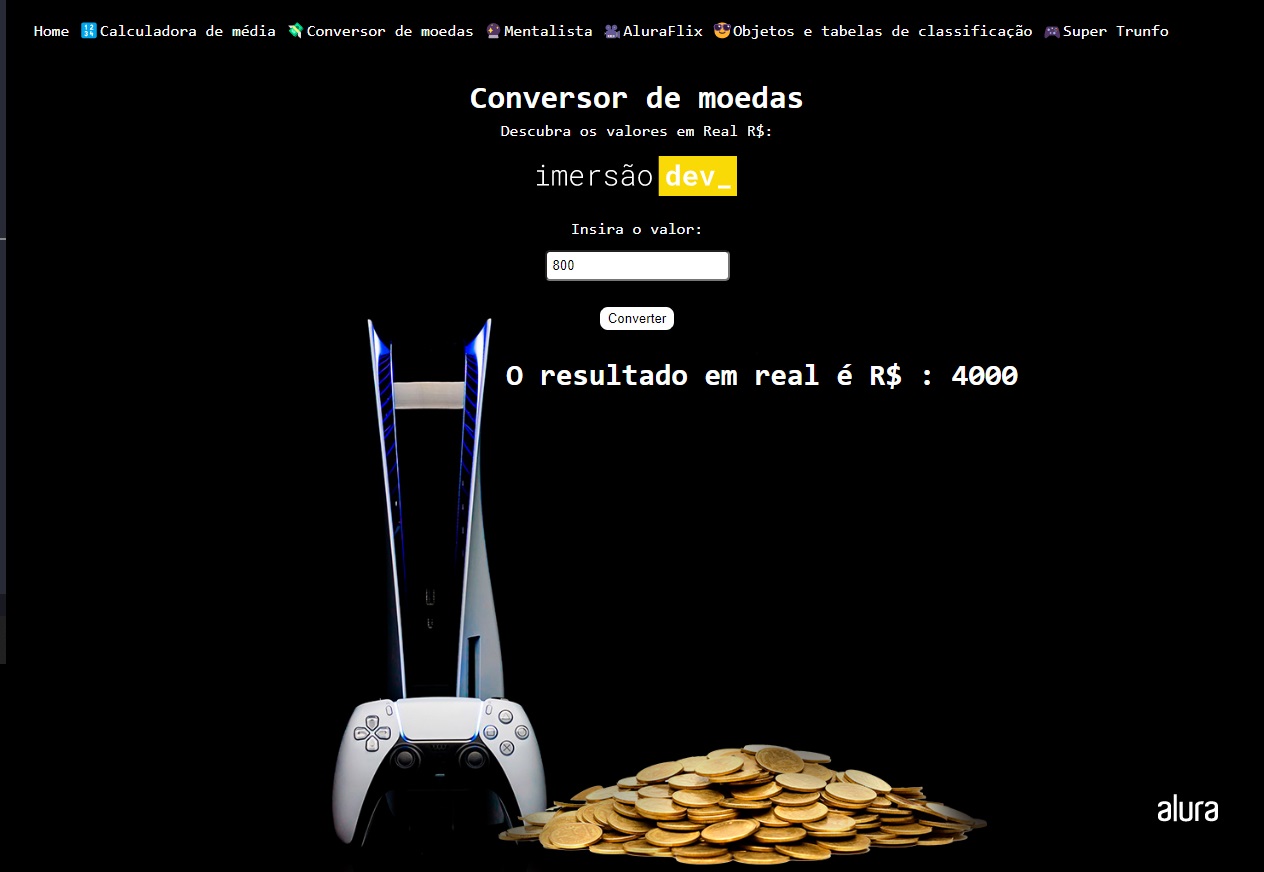 Home 🔢Calculadora de média 💸Conversor de moedas 🔮Mentalista 🎥AluraFlix 😎Objetos e tabelas de classificação 🎮Super Trunfo
Conversor de moedas
Descubra os valores em Real R$:
imersão dev_
Insira o valor:
800
Converter
O resultado em real é R$ : 4000
alura